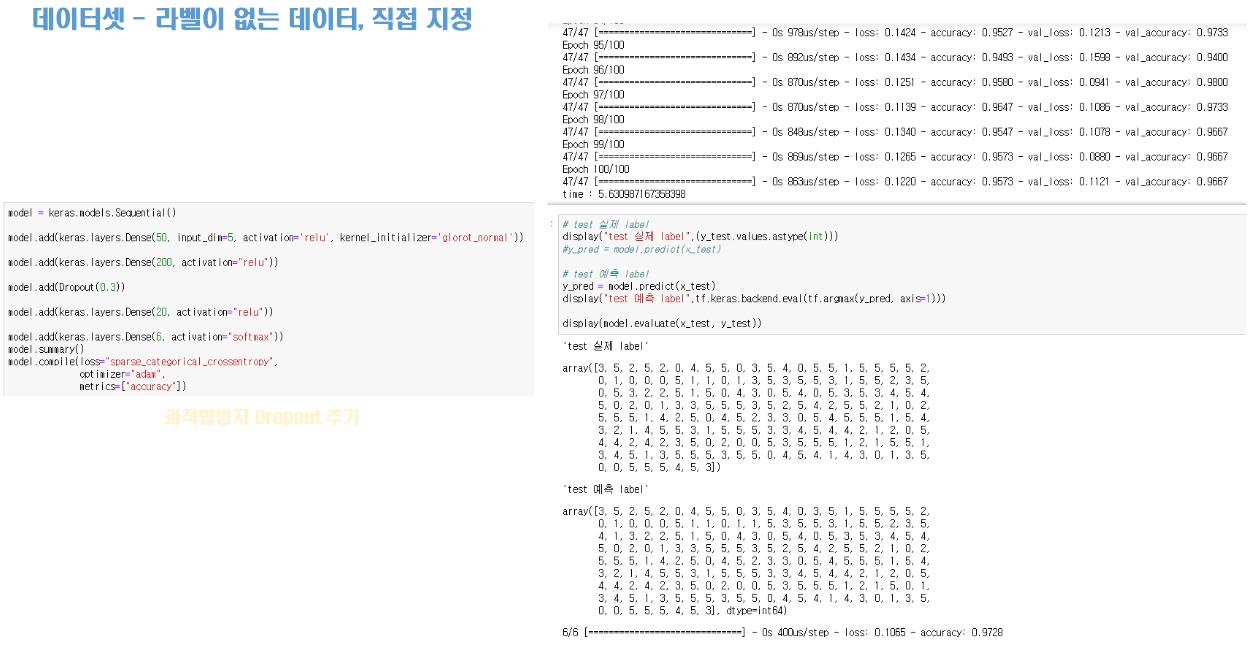 데이터셋 - 라벨이 없는 데이터, 직접 지정
model = keras.models.Sequential()
model.add(keras.layers.Dense(50, input_dim=5, activation='relu', kernel_initializer='glorot_normal'))
model.add(keras.layers.Dense(200, activation="relu"))
model.add(Dropout(0.3))
model.add(keras.layers.Dense(20, activation="relu"))
model.add(keras.layers.Dense(6, activation="softmax"))
model.summary()
model.compile(loss="sparse_categorical_crossentropy",
optimizer="adam",
metrics=["accuracy"])
과적합방지 Dropout 추가
47/47 [==============================] - 0s 978us/step - loss: 0.1424 - accuracy: 0.9527 - val_loss: 0.1213 - val_accuracy: 0.9733
Epoch 95/100
47/47 [==============================] - 0s 892us/step - loss: 0.1434 - accuracy: 0.9493 - val_loss: 0.1598 - val_accuracy: 0.9400
Epoch 96/100
47/47 [==============================] - 0s 870us/step - loss: 0.1251 - accuracy: 0.9580 - val_loss: 0.0941 - val_accuracy: 0.9800
Epoch 97/100
47/47 [==============================] - 0s 870us/step - loss: 0.1139 - accuracy: 0.9647 - val_loss: 0.1086 - val_accuracy: 0.9733
Epoch 98/100
47/47 [==============================] - 0s 848us/step - loss: 0.1340 - accuracy: 0.9547 - val_loss: 0.1078 - val_accuracy: 0.9667
Epoch 99/100
47/47 [==============================] - 0s 869us/step - loss: 0.1265 - accuracy: 0.9573 - val_loss: 0.0880 - val_accuracy: 0.9667
Epoch 100/100
47/47 [==============================] - 0s 863us/step - loss: 0.1220 - accuracy: 0.9573 - val_loss: 0.1121 - val_accuracy: 0.9667
time : 5.630987167358398
# test 실제 label
display("test 실제 label",(y_test.values.astype(int)))
#y_pred = model.predict(x_test)
# test 예측 label
y_pred = model.predict(x_test)
display("test 예측 label",tf.keras.backend.eval(tf.argmax(y_pred, axis=1)))
display(model.evaluate(x_test, y_test))
'test 실제 label'
array([3, 5, 2, 5, 2, 0, 4, 5, 5, 0, 3, 5, 4, 0, 5, 5, 1, 5, 5, 5, 5, 2,
0, 1, 0, 0, 0, 5, 1, 1, 0, 1, 3, 5, 3, 5, 5, 3, 1, 5, 5, 2, 3, 5,
0, 5, 3, 2, 2, 5, 1, 5, 0, 4, 3, 0, 5, 4, 0, 5, 3, 5, 3, 4, 5, 4,
5, 0, 2, 0, 1, 3, 3, 5, 5, 5, 3, 5, 2, 5, 4, 2, 5, 5, 2, 1, 0, 2,
5, 5, 5, 1, 4, 2, 5, 0, 4, 5, 2, 3, 3, 0, 5, 4, 5, 5, 5, 1, 5, 4,
3, 2, 1, 4, 5, 5, 3, 1, 5, 5, 5, 3, 3, 4, 5, 4, 4, 2, 1, 2, 0, 5,
4, 4, 2, 4, 2, 3, 5, 0, 2, 0, 0, 5, 3, 5, 5, 5, 1, 2, 1, 5, 5, 1,
3, 4, 5, 1, 3, 5, 5, 5, 3, 5, 5, 0, 4, 5, 4, 1, 4, 3, 0, 1, 3, 5,
0, 0, 5, 5, 5, 4, 5, 3])
'test 예측 label'
array([3, 5, 2, 5, 2, 0, 4, 5, 5, 0, 3, 5, 4, 0, 3, 5, 1, 5, 5, 5, 5, 2,
0, 1, 0, 0, 0, 5, 1, 1, 0, 1, 1, 5, 3, 5, 5, 3, 1, 5, 5, 2, 3, 5,
4, 1, 3, 2, 2, 5, 1, 5, 0, 4, 3, 0, 5, 4, 0, 5, 3, 5, 3, 4, 5, 4,
5, 0, 2, 0, 1, 3, 3, 5, 5, 5, 3, 5, 2, 5, 4, 2, 5, 5, 2, 1, 0, 2,
5, 5, 5, 1, 4, 2, 5, 0, 4, 5, 2, 3, 3, 0, 5, 4, 5, 5, 5, 1, 5, 4,
3, 2, 1, 4, 5, 5, 3, 1, 5, 5, 5, 3, 3, 4, 5, 4, 4, 2, 1, 2, 0, 5,
4, 4, 2, 4, 2, 3, 5, 0, 2, 0, 0, 5, 3, 5, 5, 5, 1, 2, 1, 5, 0, 1,
3, 4, 5, 1, 3, 5, 5, 5, 3, 5, 5, 0, 4, 5, 4, 1, 4, 3, 0, 1, 3, 5,
0, 0, 5, 5, 5, 4, 5, 3], dtype=int64)
6/6 [==============================] - 0s 400us/step - loss: 0.1065 - accuracy: 0.9728